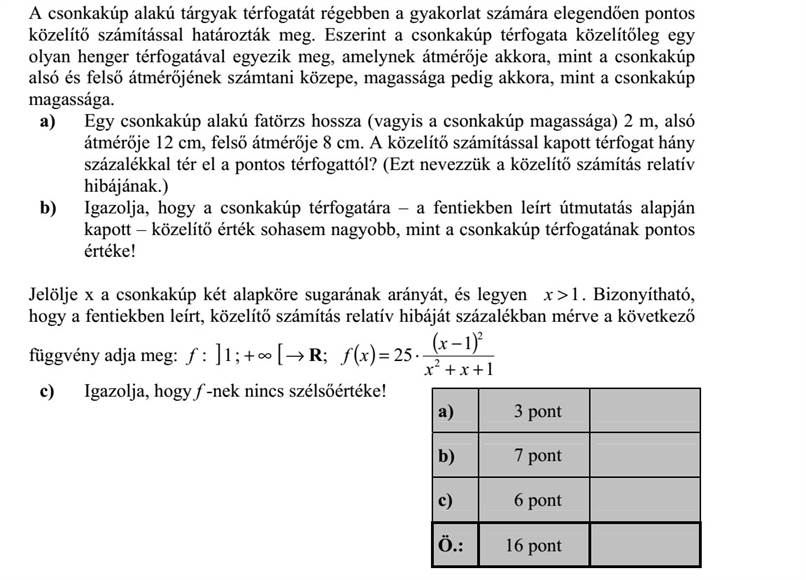 A csonkakúp alakú tárgyak térfogatát régebben a gyakorlat számára elegendően pontos
közelítő számítással határozták meg. Eszerint a csonkakúp térfogata közelítőleg egy
olyan henger térfogatával egyezik meg, amelynek átmérője akkora, mint a csonkakúp
alsó és felső átmérőjének számtani közepe, magassága pedig akkora, mint a csonkakúp
magassága.
a) Egy csonkakúp alakú fatörzs hossza (vagyis a csonkakúp magassága) 2 m, alsó
átmérője 12 cm, felső átmérője 8 cm. A közelítő számítással kapott térfogat hány
százalékkal tér el a pontos térfogattól? (Ezt nevezzük a közelítő számítás relatív
hibájának.)
b) Igazolja, hogy a csonkakúp térfogatára – a fentiekben leírt útmutatás alapján
kapott – közelítő érték sohasem nagyobb, mint a csonkakúp térfogatának pontos
értéke!
Jelölje x a csonkakúp két alapköre sugarának arányát, és legyen x > 1. Bizonyítható,
hogy a fentiekben leírt, közelítő számítás relatív hibáját százalékban mérve a következő
függvény adja meg: f : ]1; +∞ [→ R; f(x) = 25 · (x − 1)² / (x² + x + 1)
c) Igazolja, hogy f -nek nincs szélsőértéke!
a) 3 pont
b) 7 pont
c) 6 pont
Ö.: 16 pont